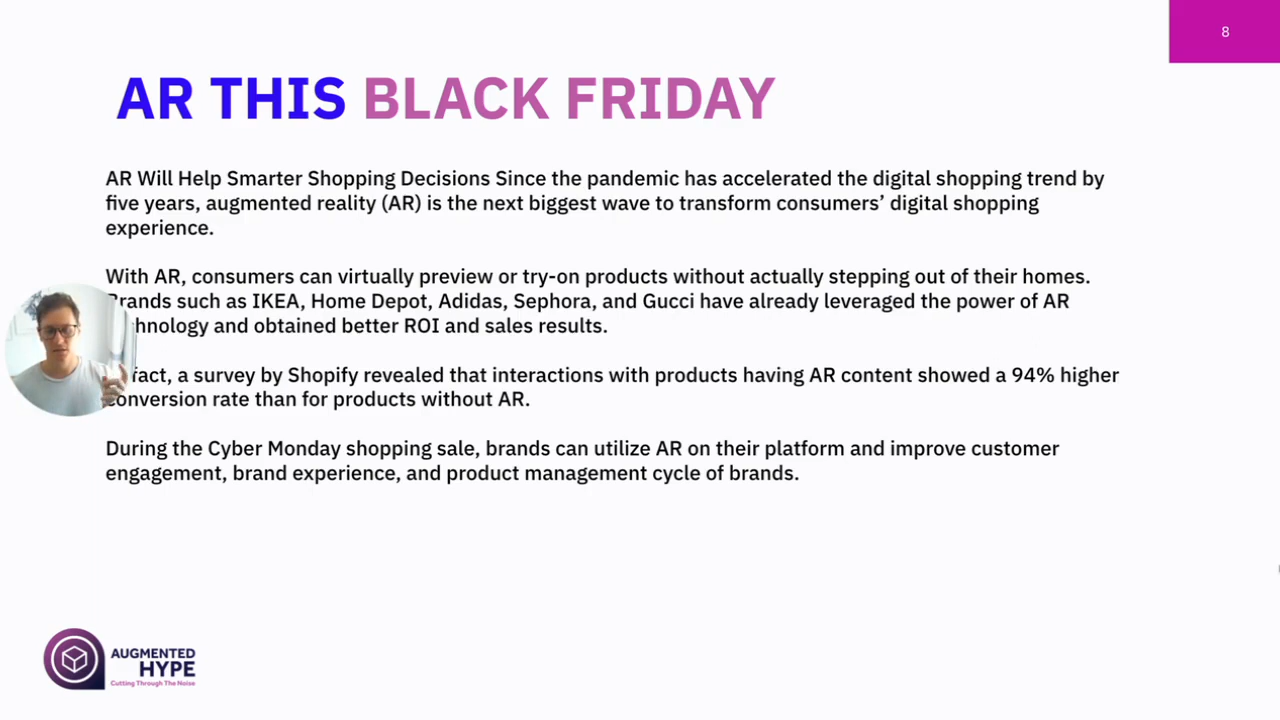 8
AR THIS BLACK FRIDAY
AR Will Help Smarter Shopping Decisions Since the pandemic has accelerated the digital shopping trend by
five years, augmented reality (AR) is the next biggest wave to transform consumers’ digital shopping
experience.
With AR, consumers can virtually preview or try-on products without actually stepping out of their homes.
Brands such as IKEA, Home Depot, Adidas, Sephora, and Gucci have already leveraged the power of AR
hnology and obtained better ROI and sales results.
fact, a survey by Shopify revealed that interactions with products having AR content showed a 94% higher
conversion rate than for products without AR.
During the Cyber Monday shopping sale, brands can utilize AR on their platform and improve customer
engagement, brand experience, and product management cycle of brands.
AUGMENTED
HYPE
Cutting Through The Noise